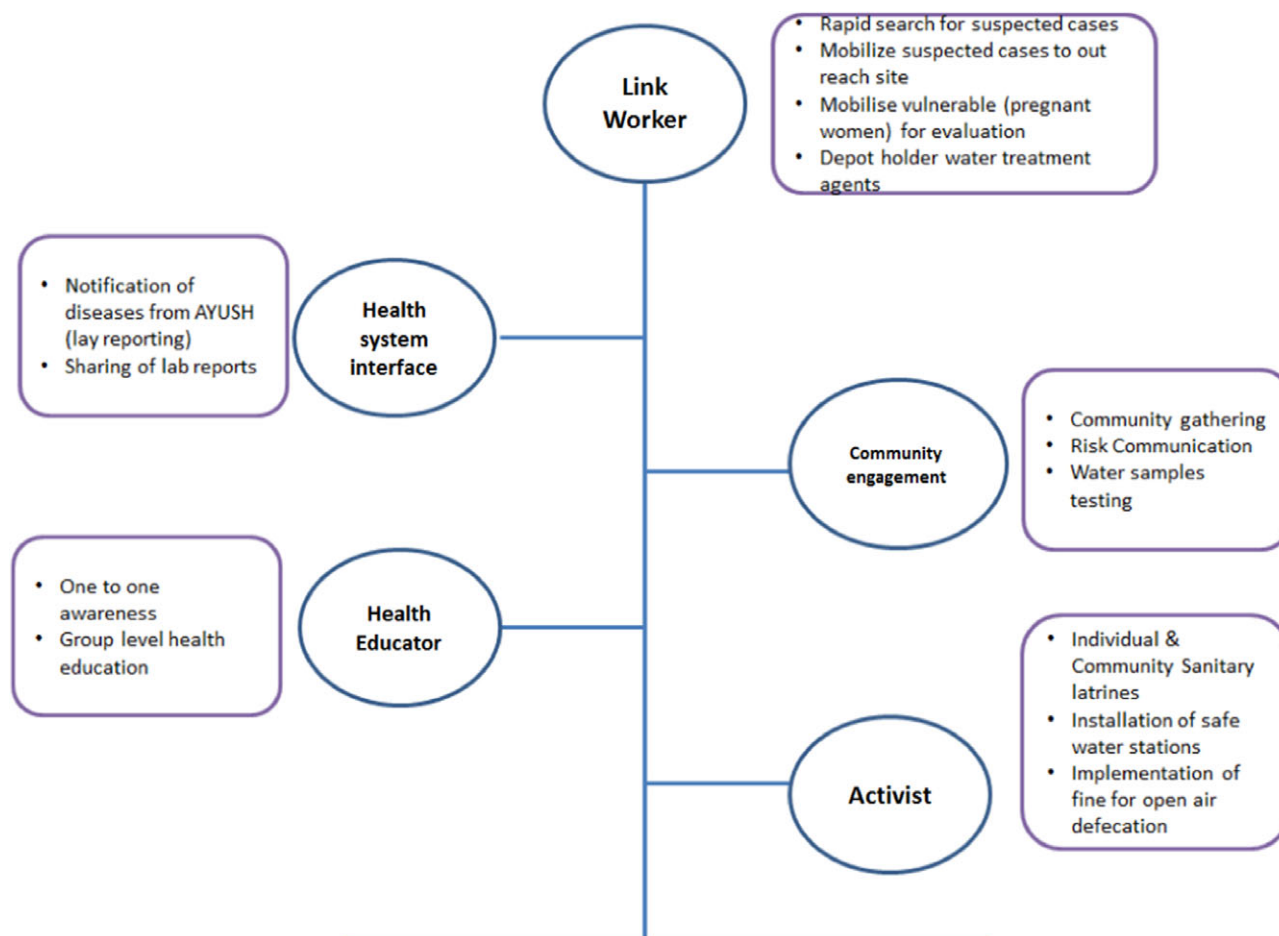 Link
Worker
• Rapid search for suspected cases
• Mobilize suspected cases to out
reach site
• Mobilise vulnerable (pregnant
women) for evaluation
• Depot holder water treatment
agents
• Notification of
diseases from AYUSH
(lay reporting)
• Sharing of lab reports
Health
system
interface
Community
engagement
• Community gathering
• Risk Communication
• Water samples
testing
• One to one
awareness
• Group level health
education
Health
Educator
Activist
• Individual &
Community Sanitary
latrines
• Installation of safe
water stations
• Implementation of
fine for open air
defecation